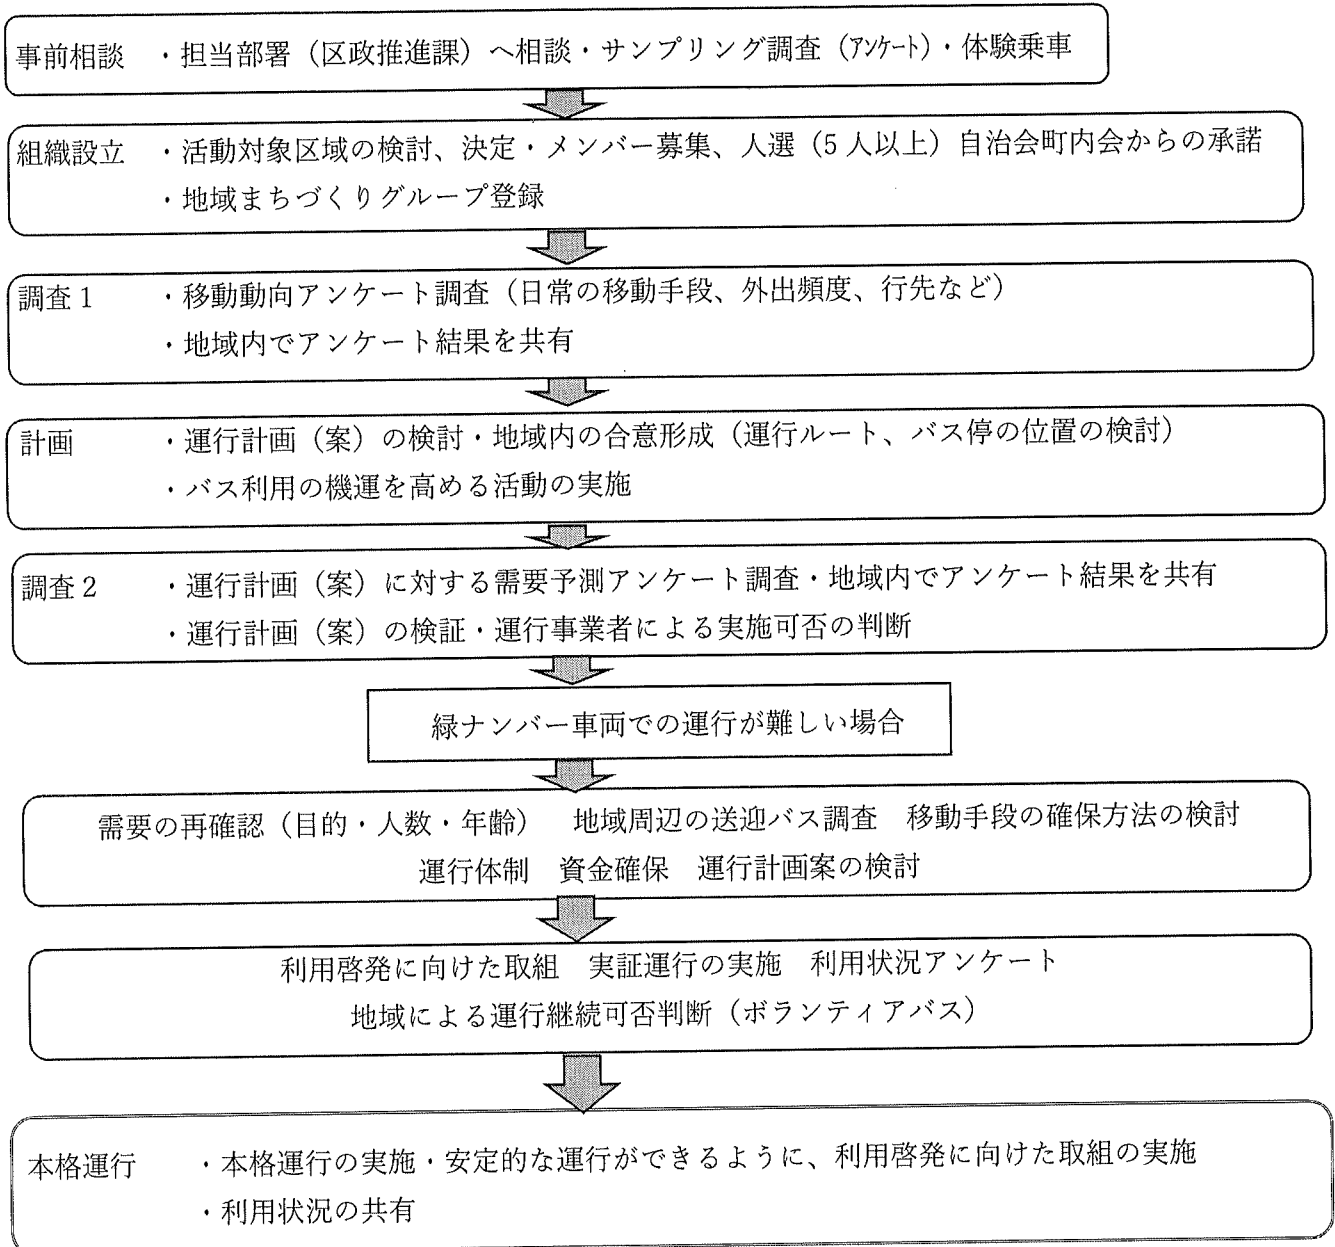 事前相談　・担当部署（区政推進課）へ相談・サンプリング調査（アンケート）・体験乗車
組織設立　・活動対象区域の検討、決定・メンバー募集、人選（5 人以上）自治会町内会からの承諾
・地域まちづくりグループ登録
調査 1　・移動動向アンケート調査（日常の移動手段、外出頻度、行先など）
・地域内でアンケート結果を共有
計画　・運行計画（案）の検討・地域内の合意形成（運行ルート、バス停の位置の検討）
・バス利用の機運を高める活動の実施
調査 2　・運行計画（案）に対する需要予測アンケート調査・地域内でアンケート結果を共有
・運行計画（案）の検証・運行事業者による実施可否の判断
緑ナンバー車両での運行が難しい場合
需要の再確認（目的・人数・年齢）　地域周辺の送迎バス調査　移動手段の確保方法の検討
運行体制　資金確保　運行計画案の検討
利用啓発に向けた取組　実証運行の実施　利用状況アンケート
地域による運行継続可否判断（ボランティアバス）
本格運行　・本格運行の実施・安定的な運行ができるように、利用啓発に向けた取組の実施
・利用状況の共有